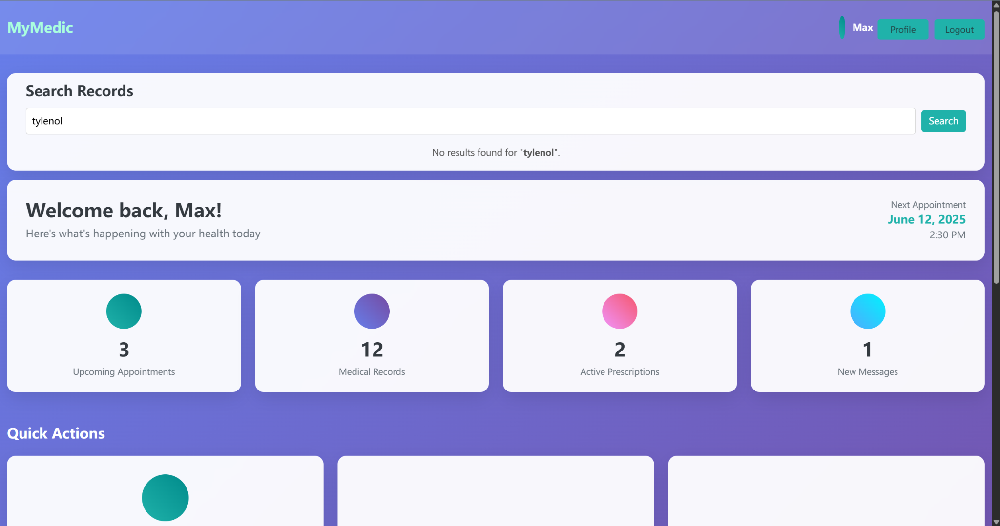 MyMedic
Max
Profile
Logout
Search Records
tylenol
Search
No results found for "tylenol".
Welcome back, Max!
Here's what's happening with your health today
Next Appointment
June 12, 2025
2:30 PM
3
Upcoming Appointments
12
Medical Records
2
Active Prescriptions
1
New Messages
Quick Actions